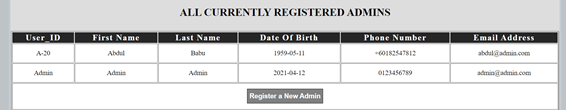 ALL CURRENTLY REGISTERED ADMINS
User_ID First Name Last Name Date Of Birth Phone Number Email Address
A-20 Abdul Babu 1959-05-11 +60182547812 abdul@admin.com
Admin Admin Admin 2021-04-12 0123456789 admin@admin.com
Register a New Admin